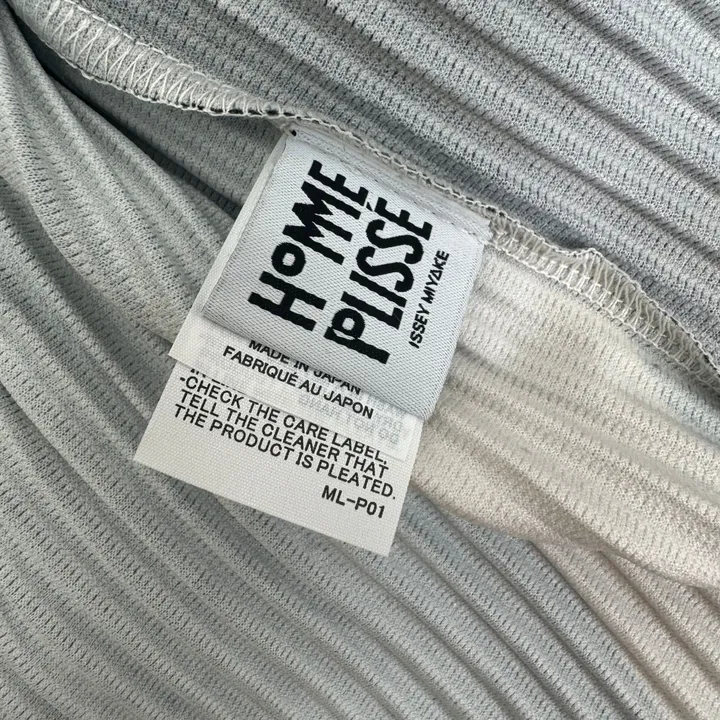 HOMME
PLISSÉ
ISSEY MIYAKE
MADE IN JAPAN
FABRIQUÉ AU JAPON
-CHECK THE CARE LABEL.
TELL THE CLEANER THAT
THE PRODUCT IS PLEATED.
ML-P01